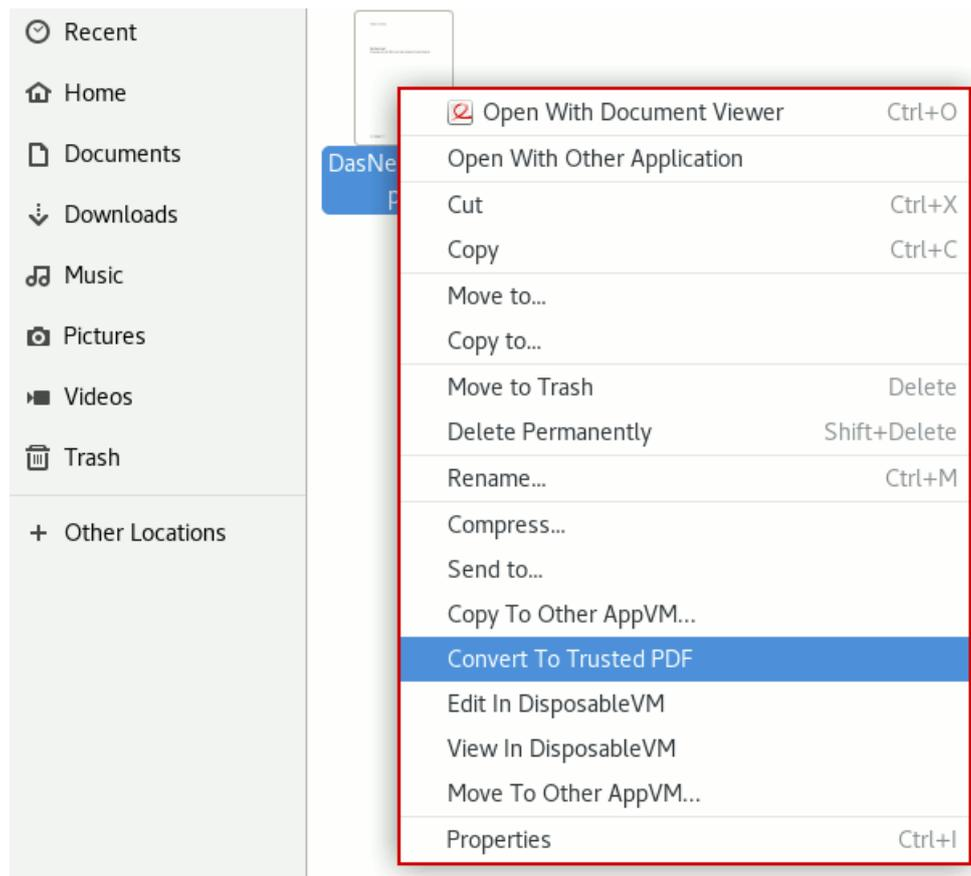 Recent
Home
Documents
Downloads
Music
Pictures
Videos
Trash
Other Locations
DasNe
p
Open With Document Viewer Ctrl+O
Open With Other Application
Cut Ctrl+X
Copy Ctrl+C
Move to...
Copy to...
Move to Trash Delete
Delete Permanently Shift+Delete
Rename... Ctrl+M
Compress...
Send to...
Copy To Other AppVM...
Convert To Trusted PDF
Edit In DisposableVM
View In DisposableVM
Move To Other AppVM...
Properties Ctrl+I